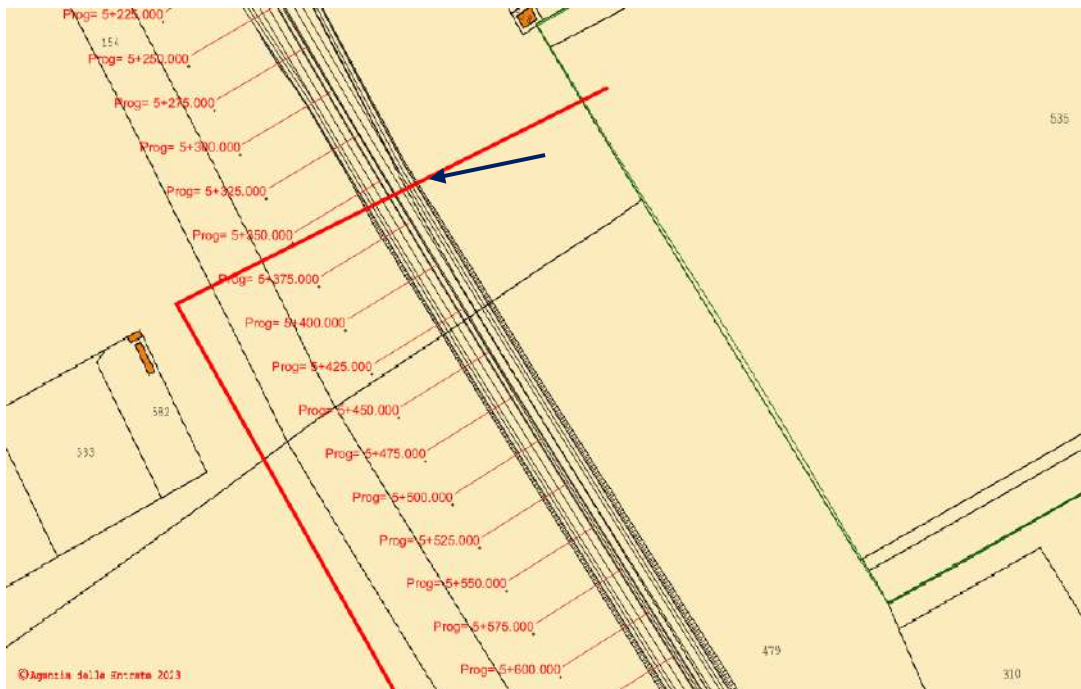 Prog= 5+225.000
154
Prog= 5+250.000
Prog= 5+275.000
535
Prog= 5+300.000
Prog= 5+325.000
Prog= 5+350.000
Prog= 5+375.000
Prog= 5+400.000
Prog= 5+425.000
Prog= 5+450.000
582
533
Prog= 5+475.000
Prog= 5+500.000
Prog= 5+525.000
Prog= 5+550.000
Prog= 5+575.000
479
Prog= 5+600.000
310
©Agenzia delle Entrate 2023